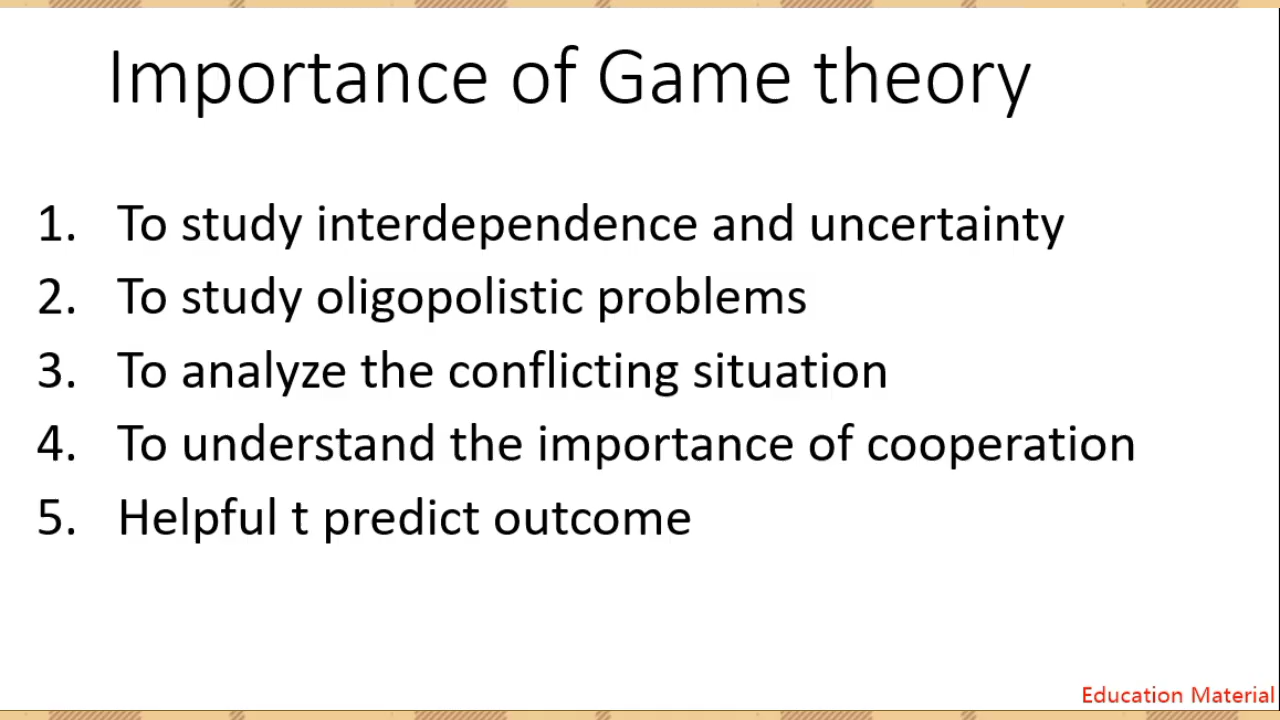 Importance of Game theory
1. To study interdependence and uncertainty
2. To study oligopolistic problems
3. To analyze the conflicting situation
4. To understand the importance of cooperation
5. Helpful t predict outcome
Education Material